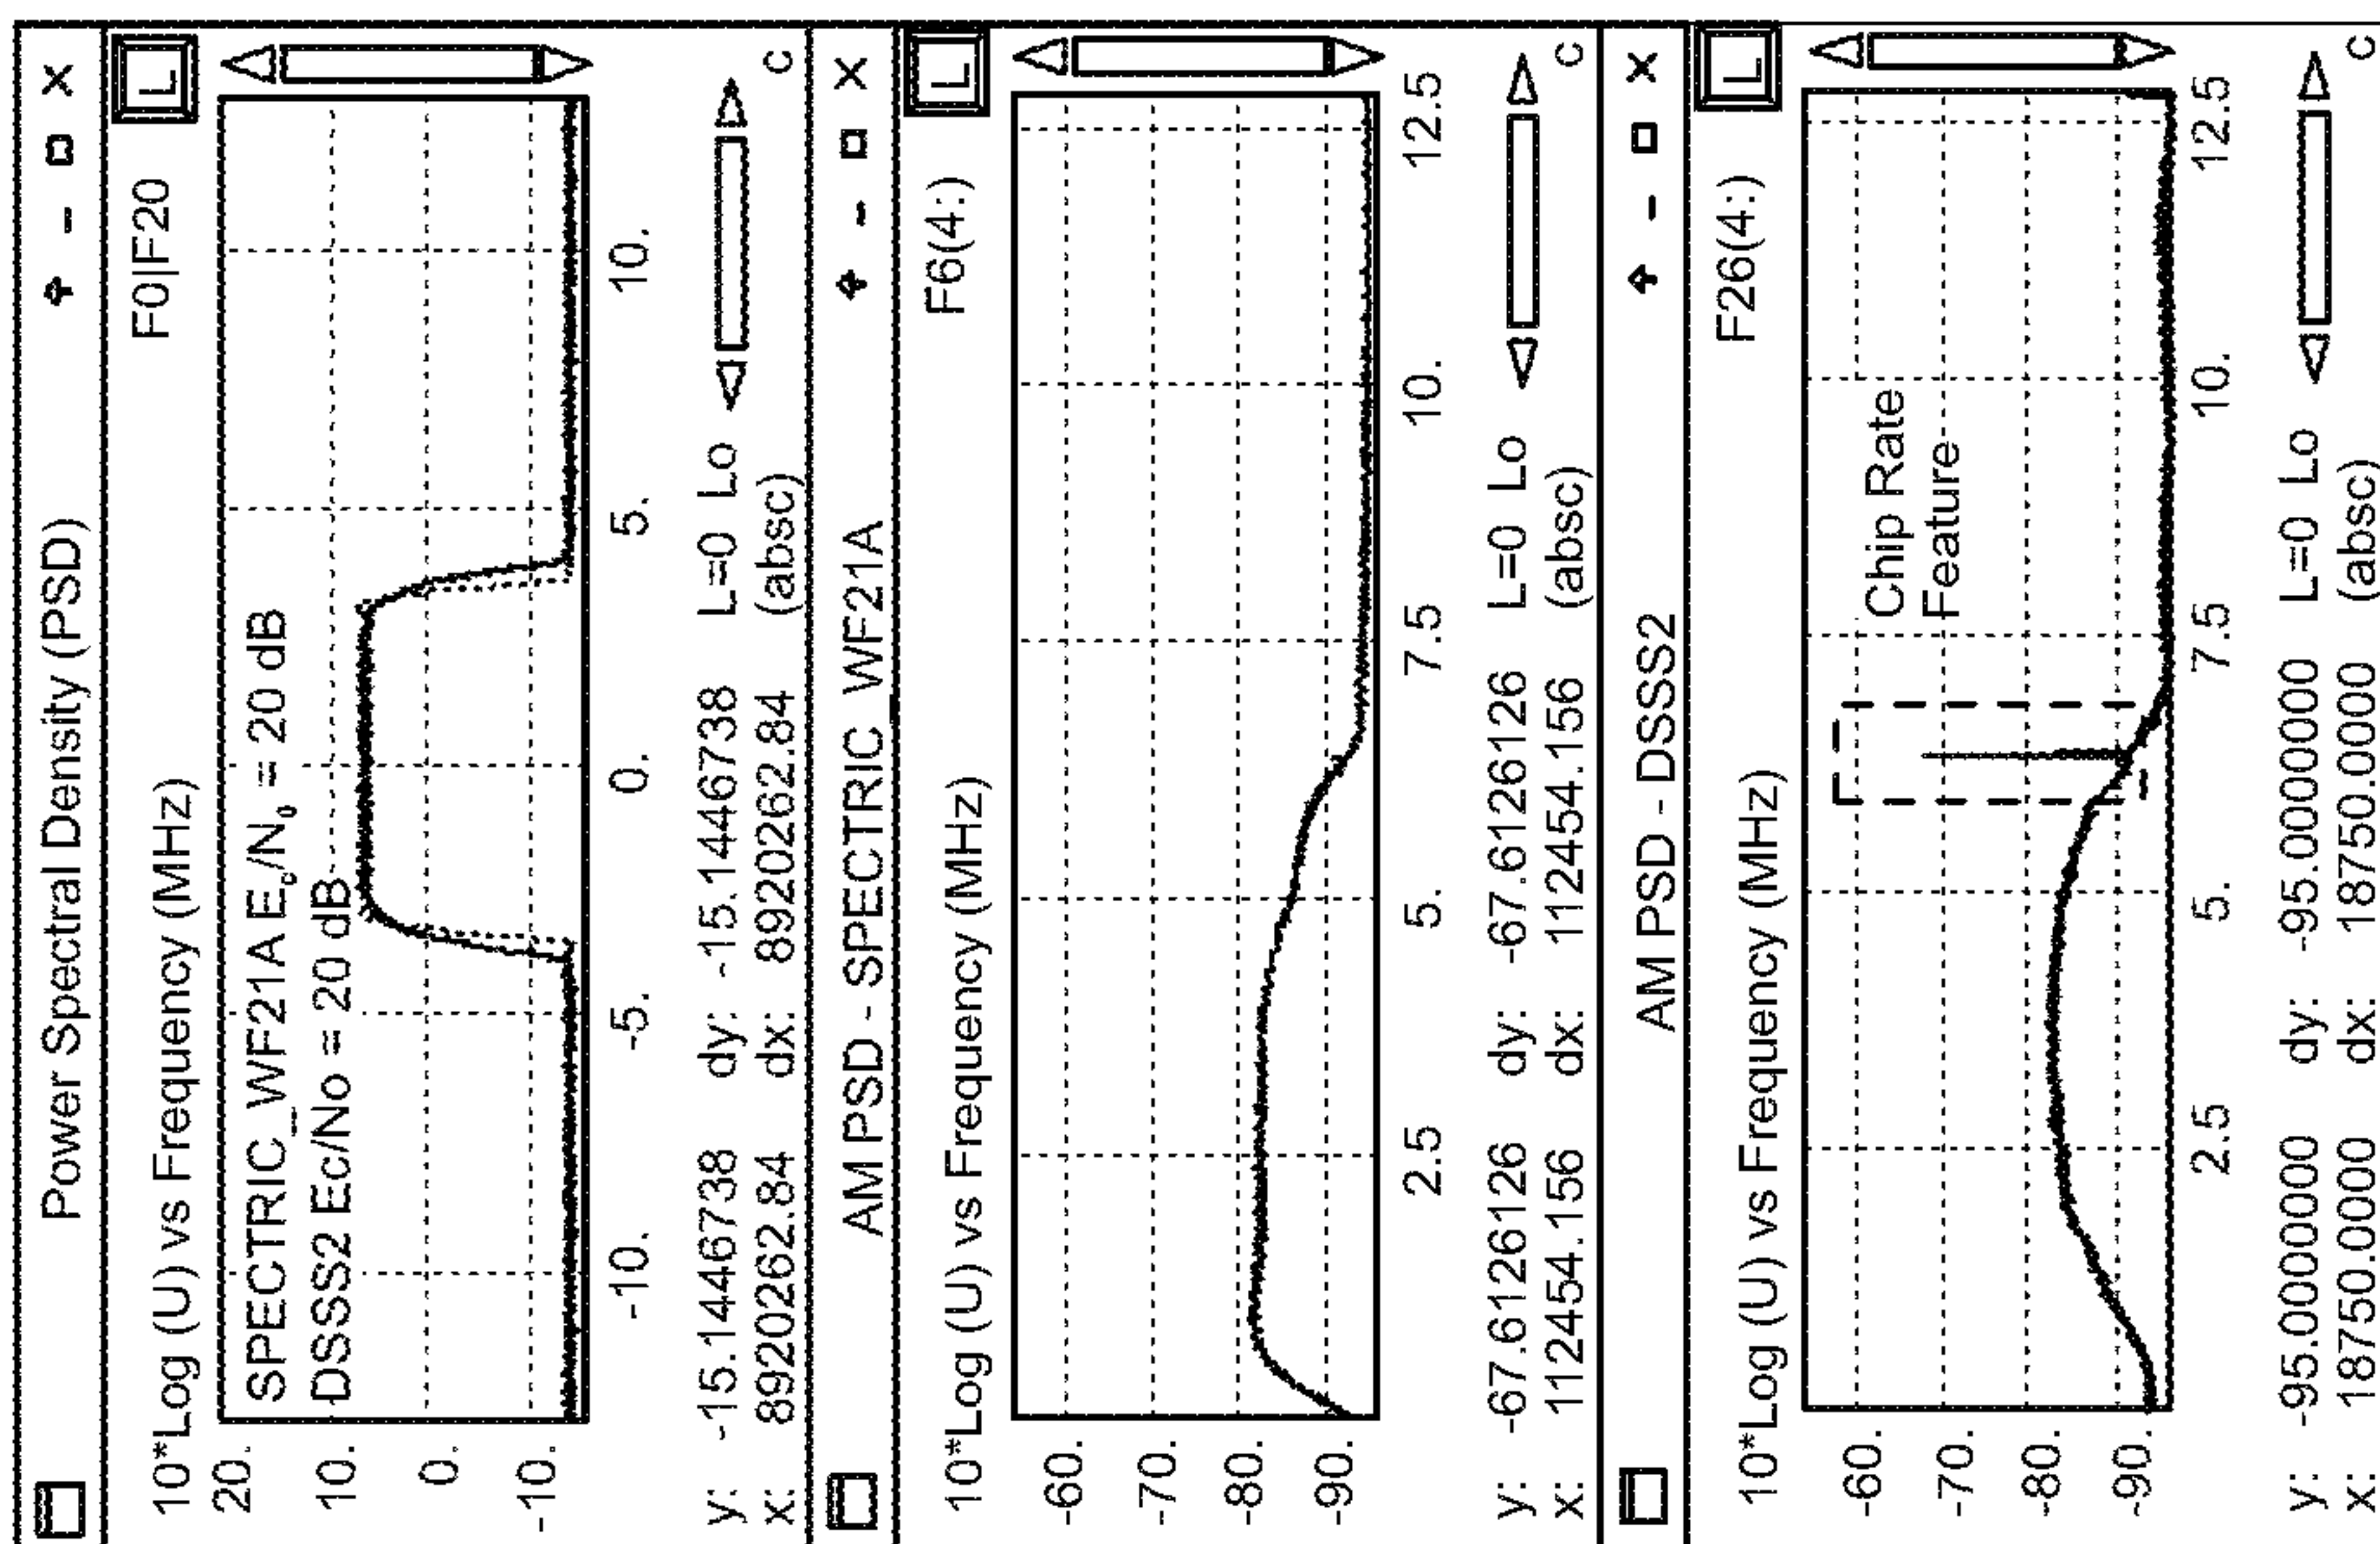 Power Spectral Density (PSD)
X
10*Log (U) vs Frequency (MHz)
F0|F20
L
SPECTRIC_WF21A Ec/N0 = 20 dB
DSSS2 Ec/No = 20 dB
20.
10.
0.
-10.
-10. -5. 0. 5. 10.
y: -15.1446738 dy: -15.1446738 L=0 Lo
x: 8920262.84 dx: 8920262.84 (absc) c
AM PSD - SPECTRIC_WF21A
X
10*Log (U) vs Frequency (MHz)
F6(4:)
L
-60.
-70.
-80.
-90.
2.5 5. 7.5 10. 12.5
y: -67.6126126 dy: -67.6126126 L=0 Lo
x: 112454.156 dx: 112454.156 (absc) c
AM PSD - DSSS2
X
10*Log (U) vs Frequency (MHz)
F26(4:)
L
Chip Rate
Feature
-60.
-70.
-80.
-90.
2.5 5. 7.5 10. 12.5
y: -95.0000000 dy: -95.0000000 L=0 Lo
x: 18750.0000 dx: 18750.0000 (absc) c